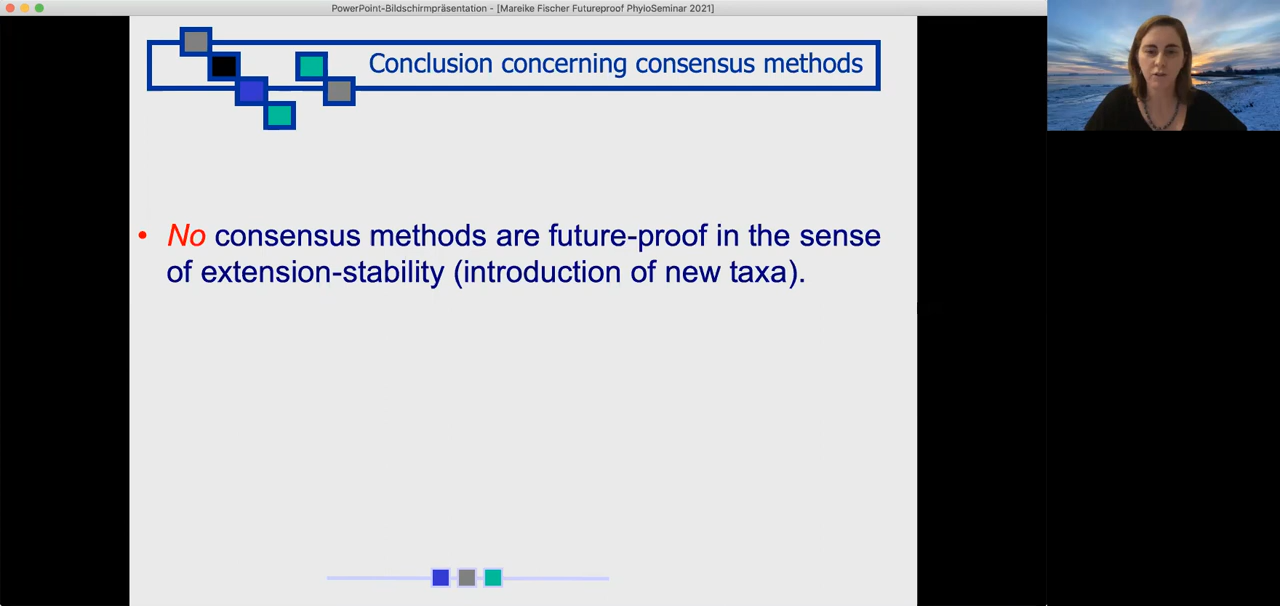 PowerPoint-Bildschirmpräsentation - [Mareike Fischer Futureproof PhyloSeminar 2021]
Conclusion concerning consensus methods
• No consensus methods are future-proof in the sense
of extension-stability (introduction of new taxa).